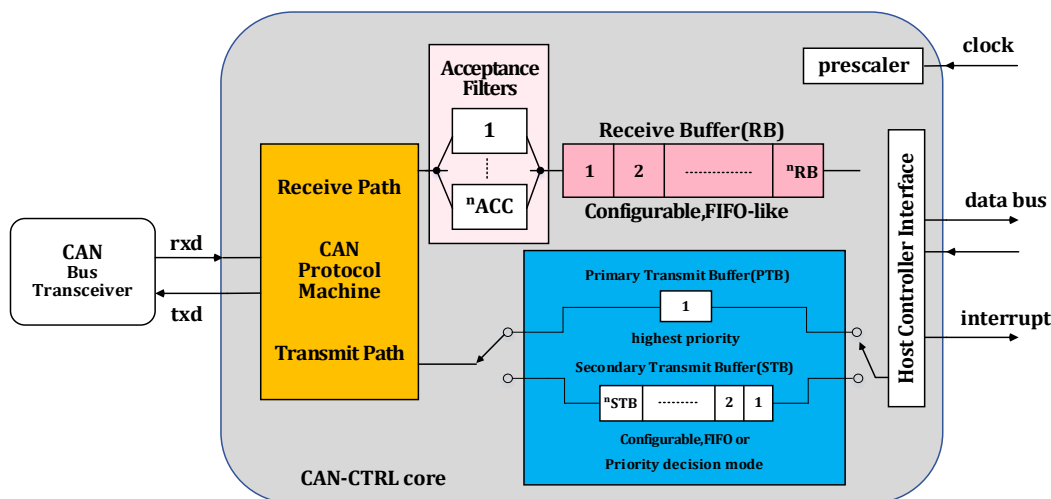 clock
prescaler
Acceptance
Filters
1
nACC
Receive Buffer(RB)
1 2 .............. nRB
Configurable,FIFO-like
Receive Path
CAN
Protocol
Machine
Transmit Path
CAN
Bus
Transceiver
rxd
txd
Primary Transmit Buffer(PTB)
1
highest priority
Secondary Transmit Buffer(STB)
nSTB ......... 2 1
Configurable,FIFO or
Priority decision mode
Host Controller Interface
data bus
interrupt
CAN-CTRL core